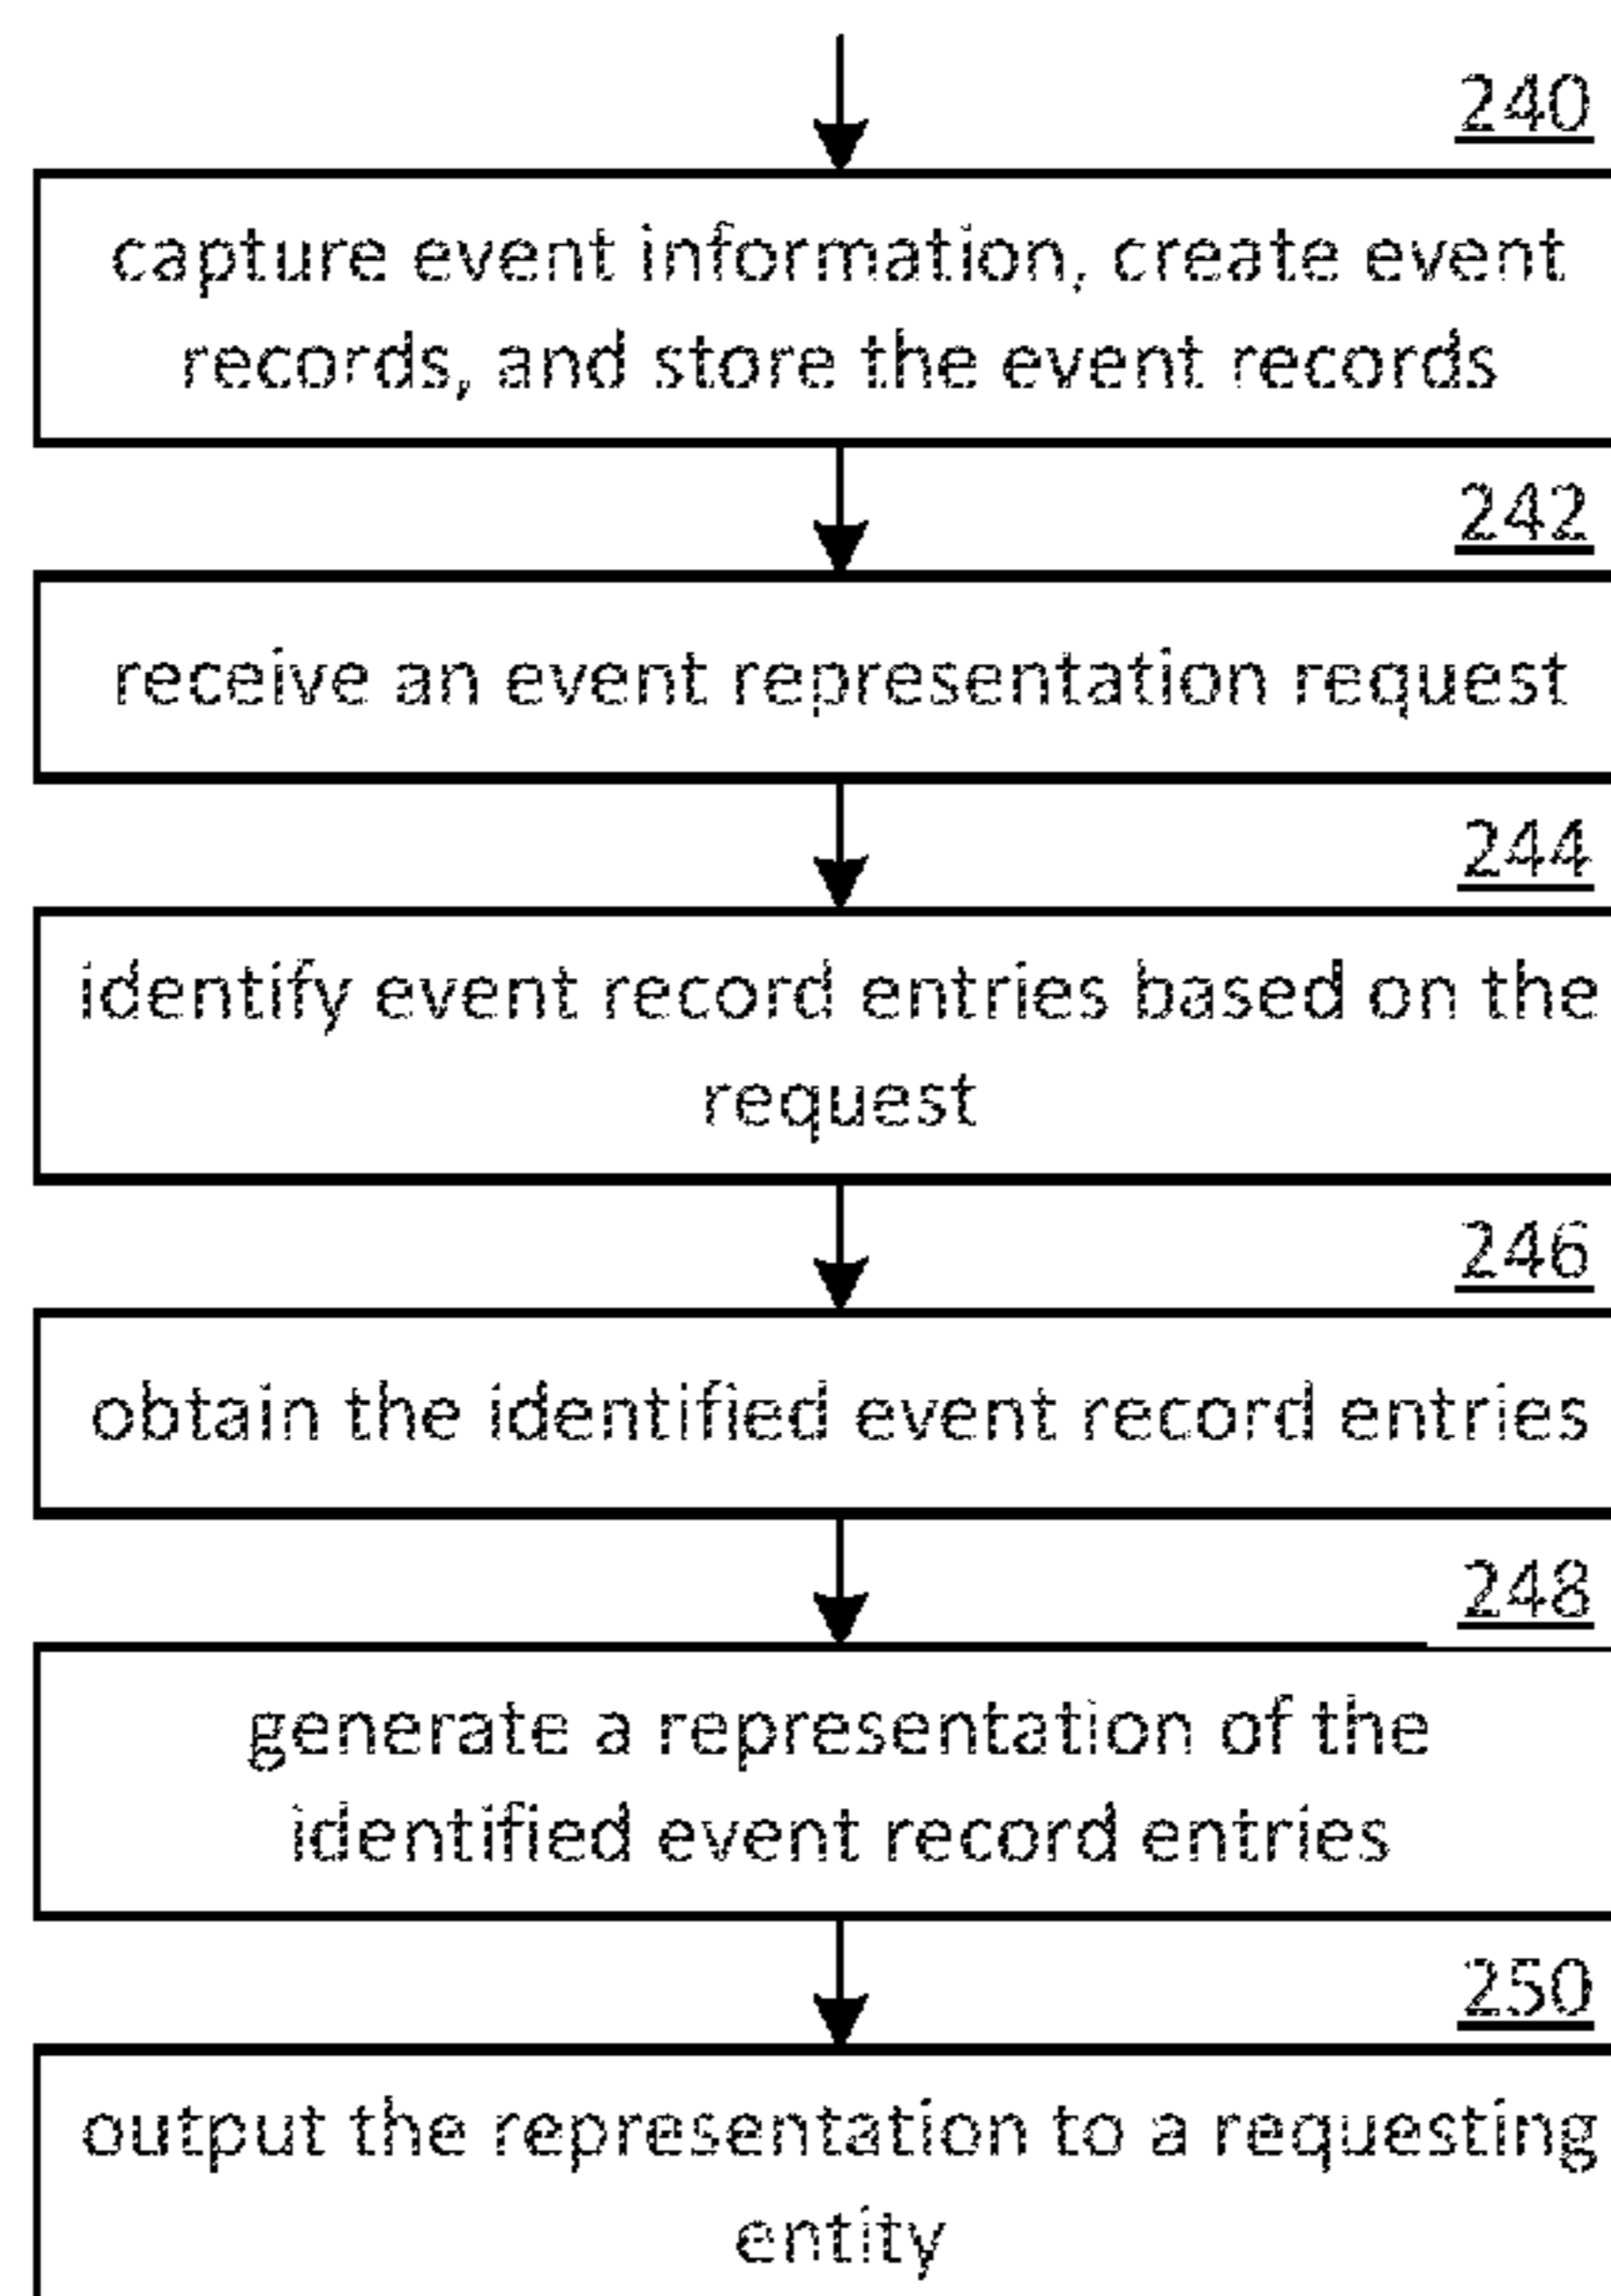 240
capture event information, create event
records, and store the event records
242
receive an event representation request
244
identify event record entries based on the
request
246
obtain the identified event record entries
248
generate a representation of the
identified event record entries
250
output the representation to a requesting
entity